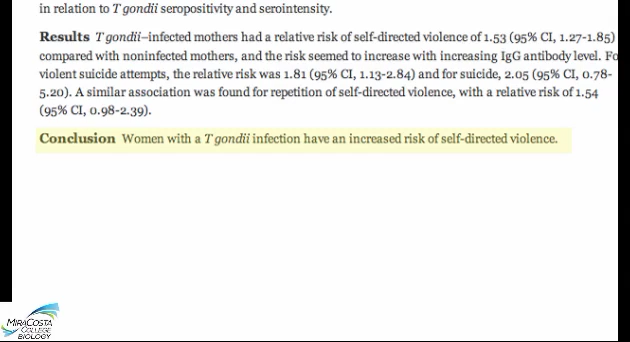 in relation to T gondii seropositivity and serointensity.
Results T gondii–infected mothers had a relative risk of self-directed violence of 1.53 (95% CI, 1.27-1.85)
compared with noninfected mothers, and the risk seemed to increase with increasing IgG antibody level. Fo
violent suicide attempts, the relative risk was 1.81 (95% CI, 1.13-2.84) and for suicide, 2.05 (95% CI, 0.78-
5.20). A similar association was found for repetition of self-directed violence, with a relative risk of 1.54
(95% CI, 0.98-2.39).
Conclusion Women with a T gondii infection have an increased risk of self-directed violence.
MIRACOSTA
COLLEGE
BIOLOGY